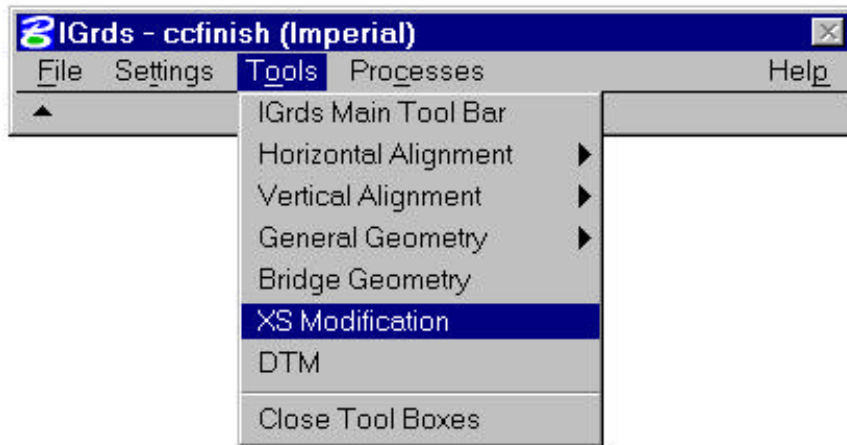 IGrds - ccfinish (Imperial)
File Settings Tools Processes Help
IGrds Main Tool Bar
Horizontal Alignment
Vertical Alignment
General Geometry
Bridge Geometry
XS Modification
DTM
Close Tool Boxes